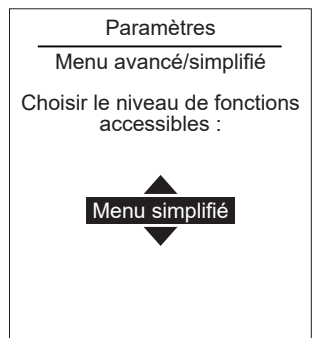 Paramètres
Menu avancé/simplifié
Choisir le niveau de fonctions
accessibles :
Menu simplifié